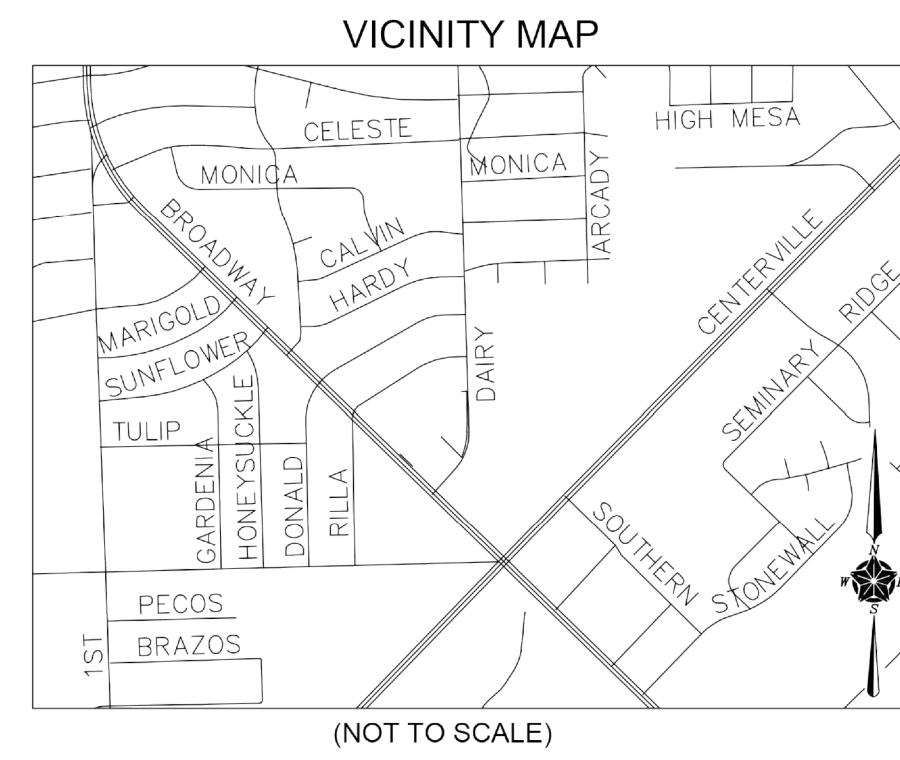 VICINITY MAP
CELESTE
HIGH MESA
MONICA
MONICA
ARCADY
BROADWAY
CALVIN
HARDY
CENTERVILLE
RIDGE
MARIGOLD
SUNFLOWER
DAIRY
SEMINARY
TULIP
GARDENIA
HONEYSUCKLE
DONALD
RILLA
SOUTHERN
STONEWALL
N
W
S
PECOS
BRAZOS
1ST
(NOT TO SCALE)